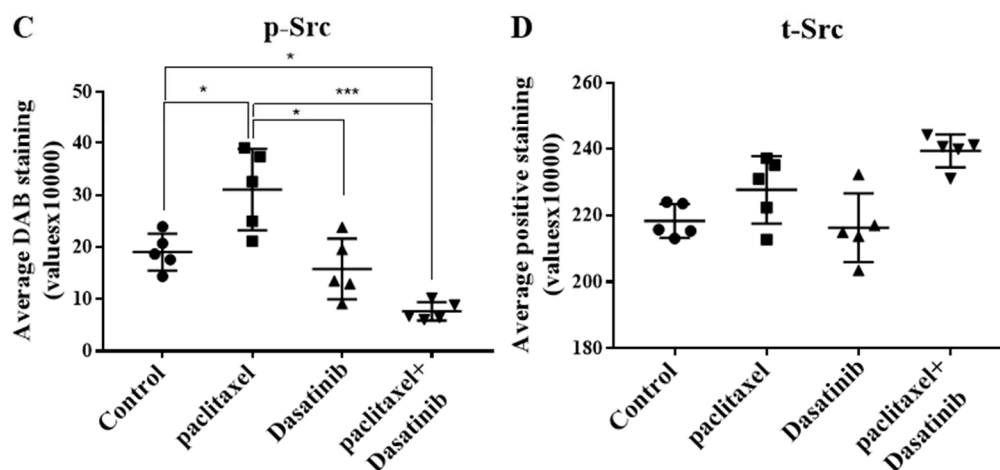 C
p-Src
Average DAB staining
(valuesx10000)
50
40
30
20
10
0
*
*
***
*
Control
paclitaxel
Dasatinib
paclitaxel+
Dasatinib
D
t-Src
Average positive staining
(valuesx10000)
260
240
220
200
180
Control
paclitaxel
Dasatinib
paclitaxel+
Dasatinib